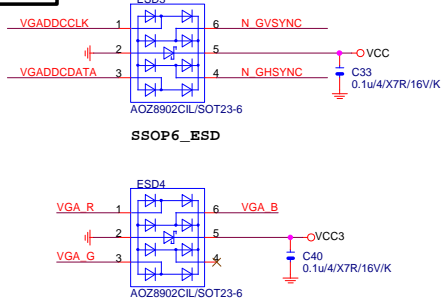 ESD3
VGADDCCLK 1 6 N_GVSYNC
2 5 VCC
VGADDCDATA 3 4 N_GHSYNC
C33
0.1u/4/X7R/16V/K
AOZ8902CIL/SOT23-6
SSOP6_ESD
ESD4
VGA_R 1 6 VGA_B
2 5 VCC3
VGA_G 3 4
C40
0.1u/4/X7R/16V/K
AOZ8902CIL/SOT23-6